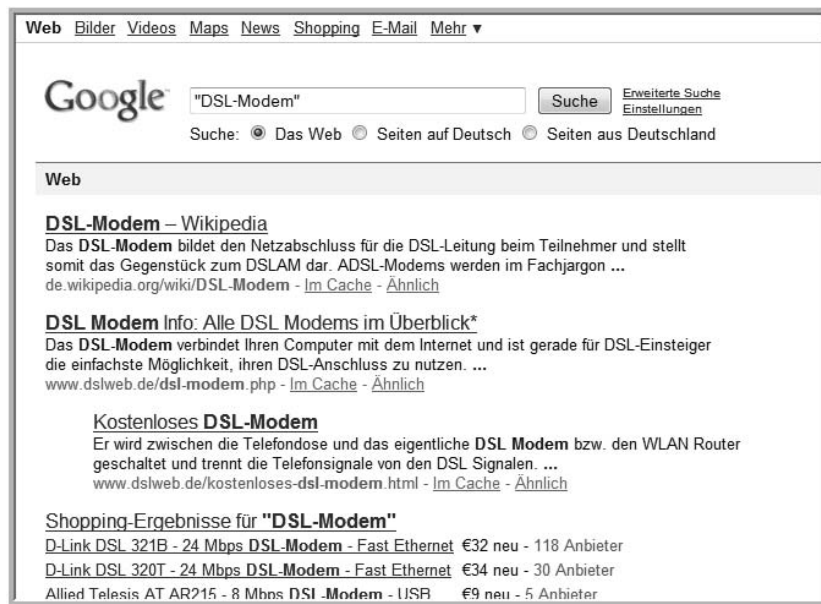 Web Bilder Videos Maps News Shopping E-Mail Mehr ▼
Google "DSL-Modem" Suche Erweiterte Suche
Einstellungen
Suche: Das Web Seiten auf Deutsch Seiten aus Deutschland
Web
DSL-Modem – Wikipedia
Das DSL-Modem bildet den Netzabschluss für die DSL-Leitung beim Teilnehmer und stellt
somit das Gegenstück zum DSLAM dar. ADSL-Modems werden im Fachjargon ...
de.wikipedia.org/wiki/DSL-Modem - Im Cache - Ähnlich
DSL Modem Info: Alle DSL Modems im Überblick*
Das DSL-Modem verbindet Ihren Computer mit dem Internet und ist gerade für DSL-Einsteiger
die einfachste Möglichkeit, ihren DSL-Anschluss zu nutzen. ...
www.dslweb.de/dsl-modem.php - Im Cache - Ähnlich
Kostenloses DSL-Modem
Er wird zwischen die Telefondose und das eigentliche DSL Modem bzw. den WLAN Router
geschaltet und trennt die Telefonsignale von den DSL Signalen. ...
www.dslweb.de/kostenloses-dsl-modem.html - Im Cache - Ähnlich
Shopping-Ergebnisse für "DSL-Modem"
D-Link DSL 321B - 24 Mbps DSL-Modem - Fast Ethernet €32 neu - 118 Anbieter
D-Link DSL 320T - 24 Mbps DSL-Modem - Fast Ethernet €34 neu - 30 Anbieter
Allied Telesis AT AR215 - 8 Mbps DSL-Modem - USB €9 neu - 5 Anbieter